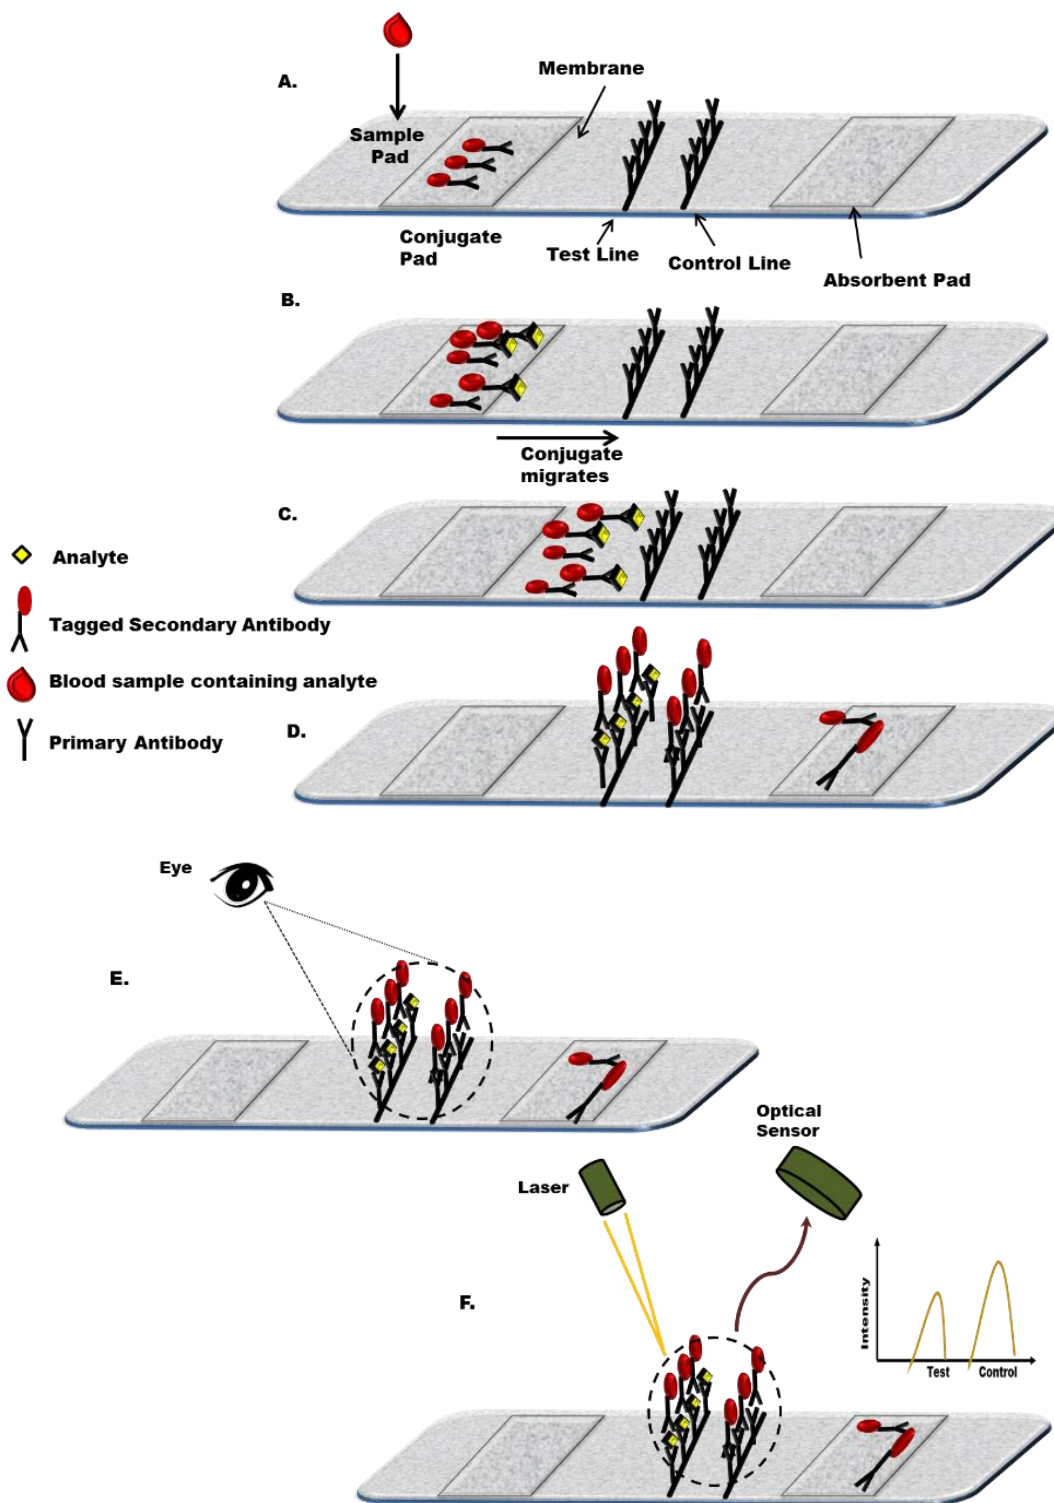 A.
Membrane
Sample
Pad
Conjugate
Pad
Test Line
Control Line
Absorbent Pad
B.
Conjugate
migrates
C.
Analyte
Tagged Secondary Antibody
Blood sample containing analyte
Primary Antibody
D.
Eye
E.
Optical
Sensor
Laser
F.
Intensity
Test
Control